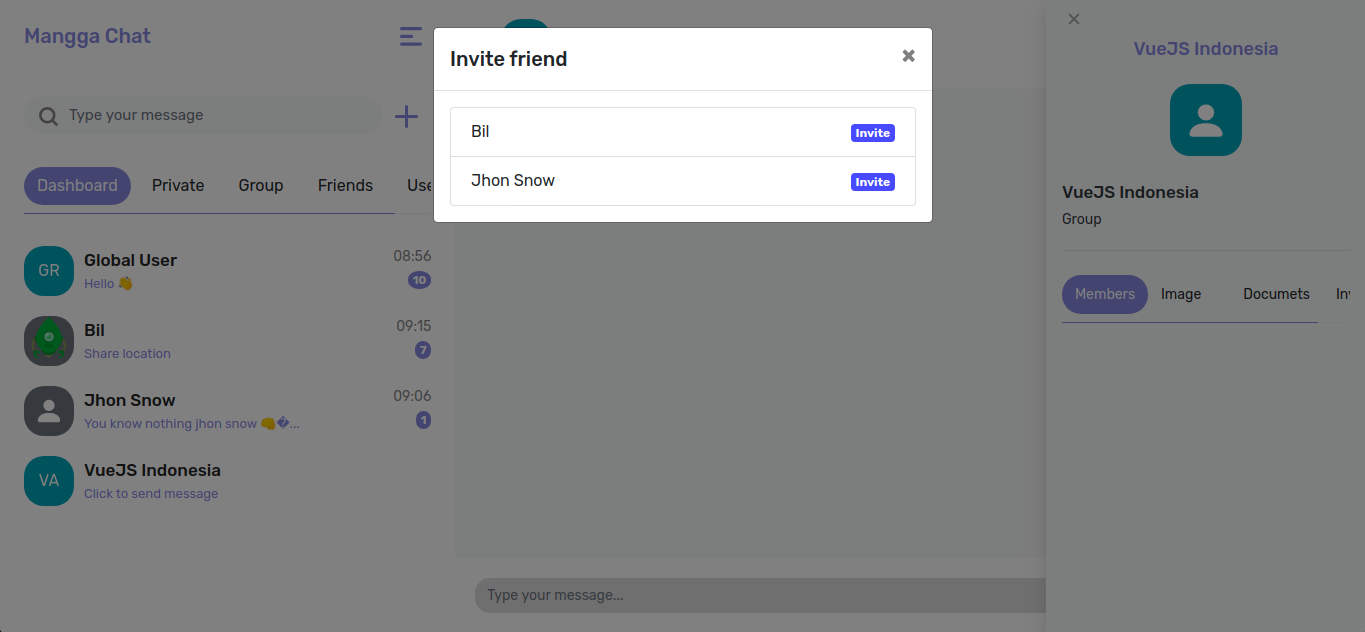 Mangga Chat
Type your message
Dashboard Private Group Friends Use
GR
Global User
08:56
Hello 👋
10
Bil
09:15
Share location
7
Jhon Snow
09:06
You know nothing jhon snow 👊�...
1
VA
VueJS Indonesia
Click to send message
Invite friend
×
Bil Invite
Jhon Snow Invite
Type your message...
×
VueJS Indonesia
VueJS Indonesia
Group
Members Image Documets Inv